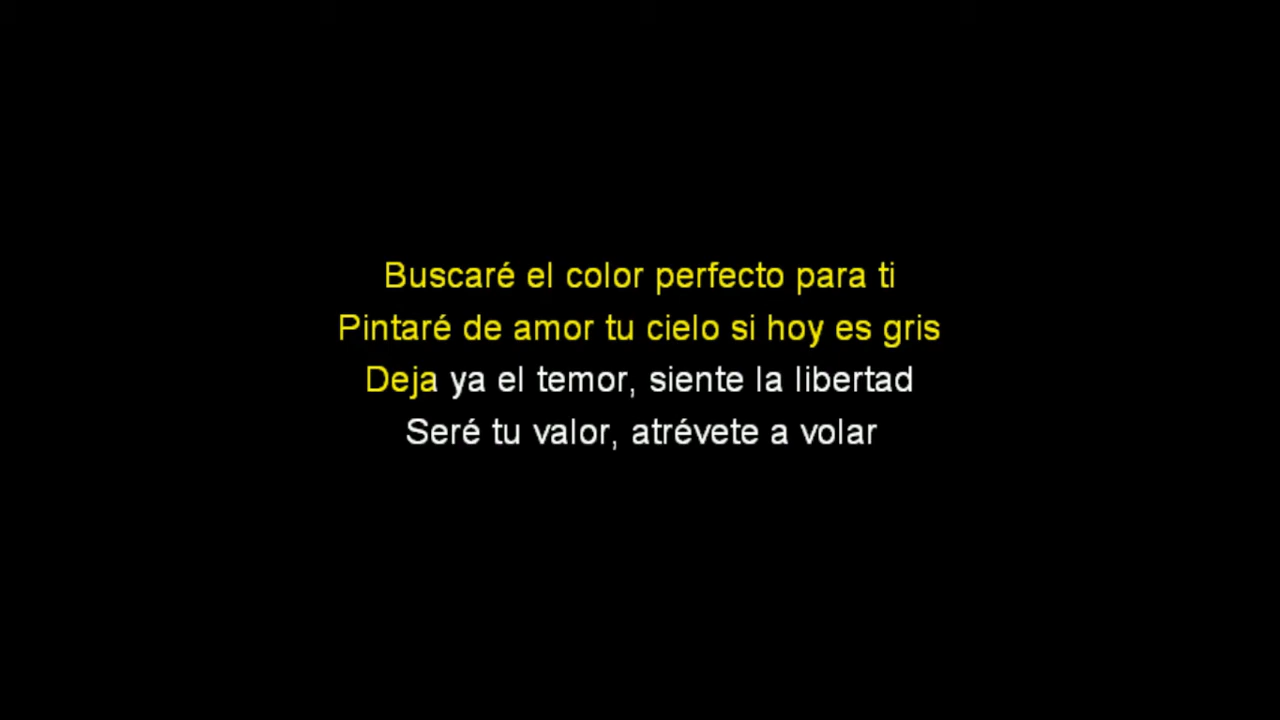 Buscaré el color perfecto para ti
Pintaré de amor tu cielo si hoy es gris
Deja ya el temor, siente la libertad
Seré tu valor, atrévete a volar